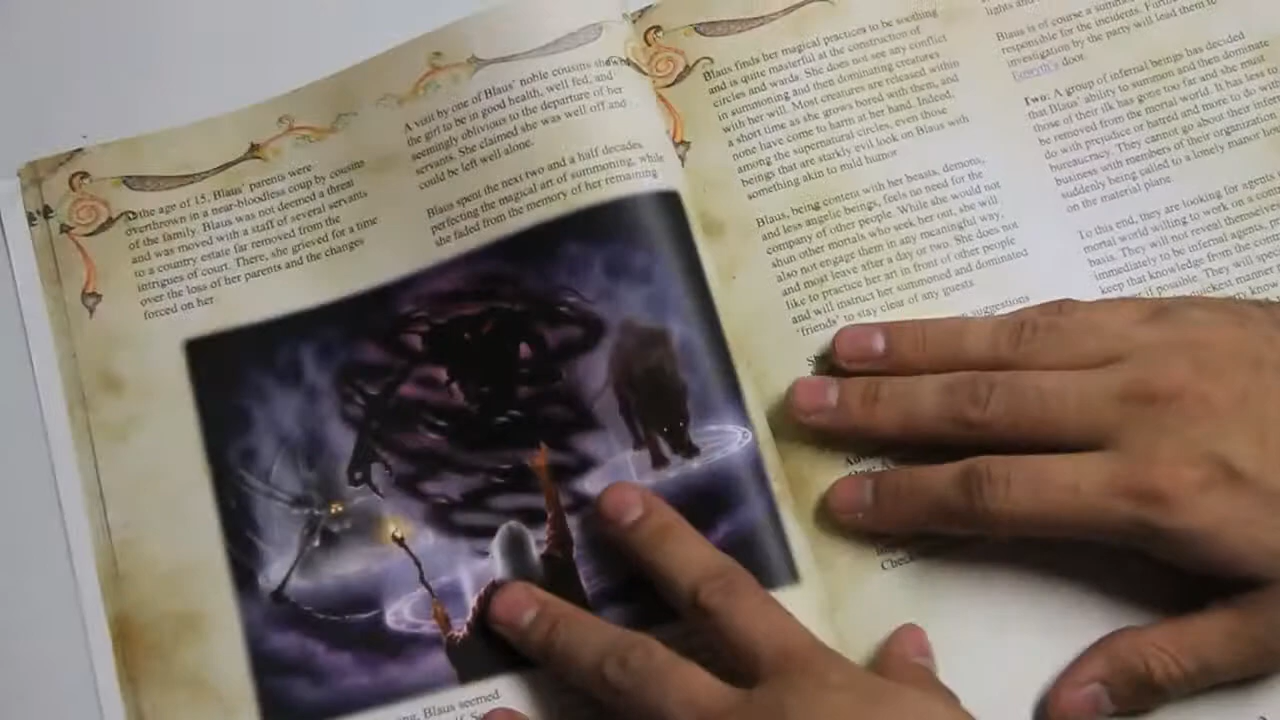 the age of 15. Blaus' parents were
overthrown in a near-bloodless coup by cousins
of the family. Blaus was not deemed a threat
and was moved with a staff of several servants
to a country estate far removed from the
intrigues of court. There, she grieved for a time
over the loss of her parents and the changes
forced on her
A visit by one of Blaus' noble cousins showed
the girl to be in good health, well fed, and
seemingly oblivious to the departure of her
servants. She claimed she was well off and
could be left well alone.
Blaus spent the next two and a half decades
perfecting the magical art of summoning, while
she faded from the memory of her remaining
Blaus seemed
Blaus finds her magical practices to be soothing
and is quite masterful at the construction of
circles and wards. She does not see any conflict
in summoning and then dominating creatures
with her will. Most creatures are released within
a short time as she grows bored with them, and
none have come to harm at her hand. Indeed,
among the supernatural circles, even those
beings that are starkly evil look on Blaus with
something akin to mild humor
Blaus, being content with her beasts, demons,
and less angelic beings, feels no need for the
company of other people. While she would not
shun other mortals who seek her out, she will
also not engage them in any meaningful way,
and most leave after a day or two. She does not
like to practice her art in front of other people
and will instruct her summoned and dominated
"friends" to stay clear of any guests.
suggestions
Check
lights and
Blaus is of course a
responsible for the incidents.
investigation by the party will lead them to
door.
Two: A group of infernal beings has decided
that Blaus' ability to summon and then dominate
those of their ilk has gone too far and she must
be removed from the mortal world. It has less to
do with prejudice or hatred and more to do with
bureaucracy. They cannot go about their
business with members of their organization
suddenly being called to a lonely manor
on the material plane.
To this end, they are looking for agents
mortal world willing to work on a
basis. They will not reveal
immediately to be infernal agents,
keep that knowledge from the
if possible. They will
quickest manner